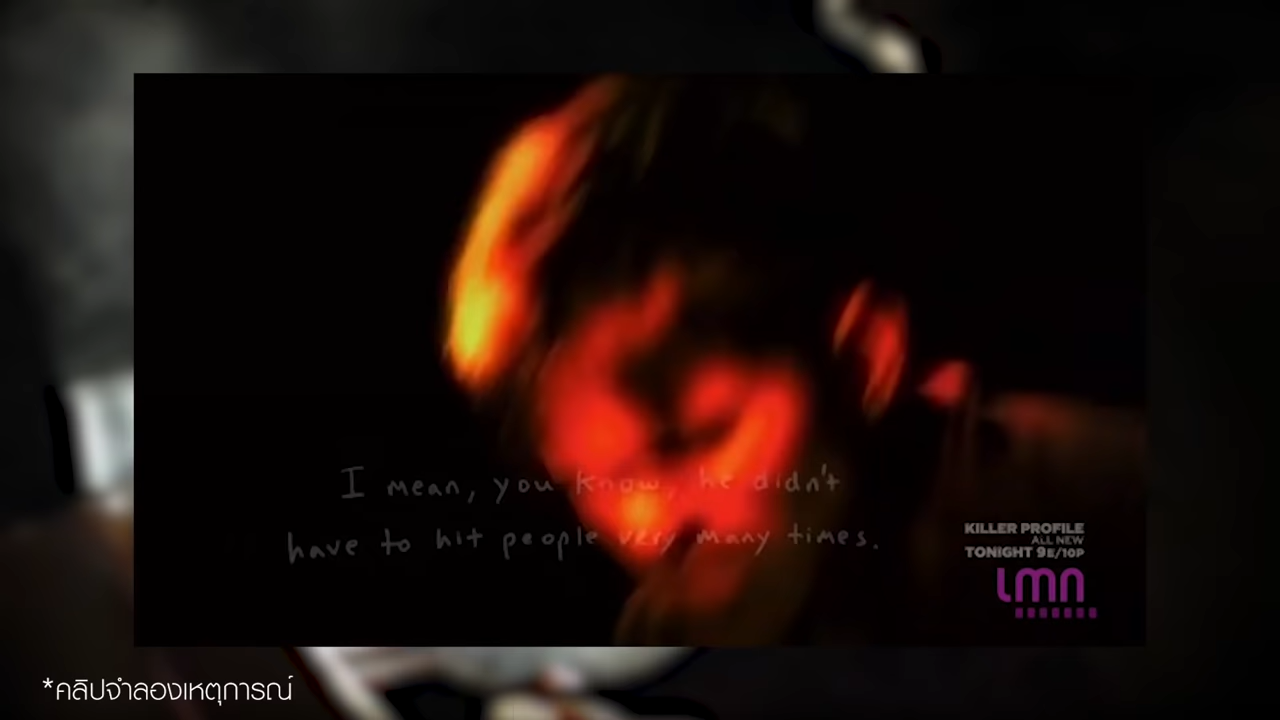 I mean, you know, he didn't
have to hit people very many times.
KILLER PROFILE
ALL NEW
TONIGHT 9E/10P
lmn
*คลิปจำลองเหตุการณ์